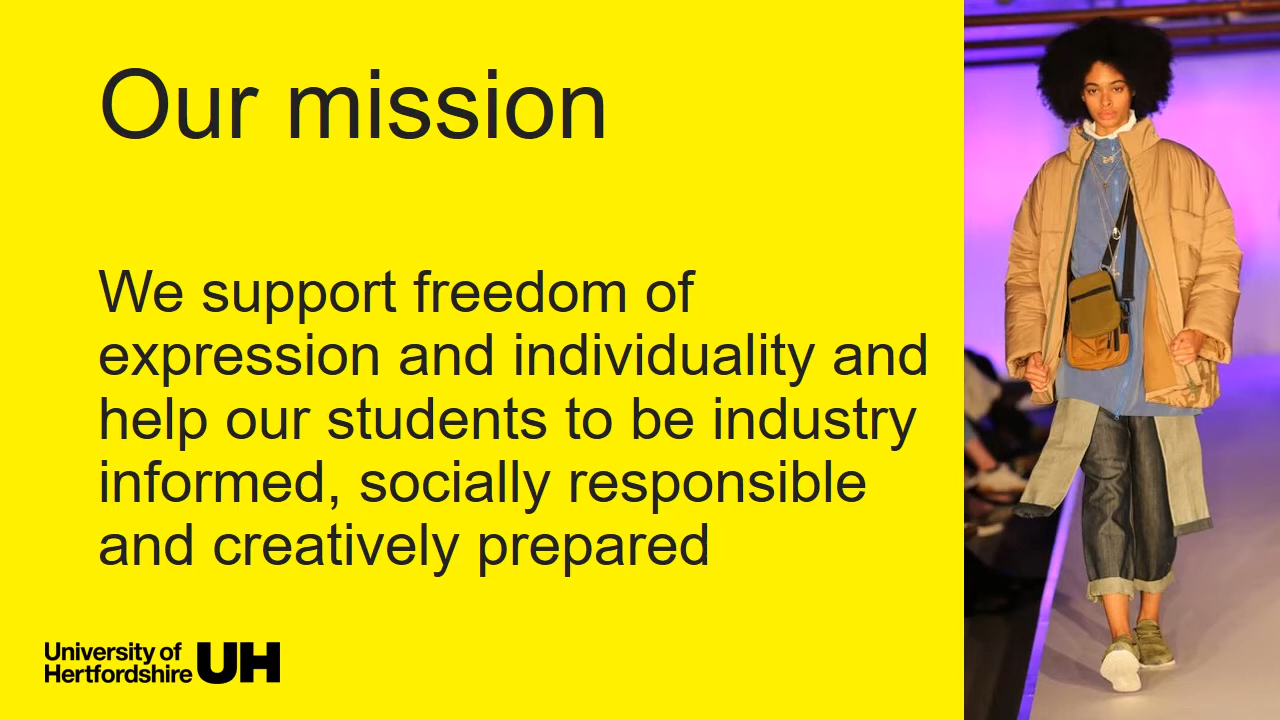 Our mission
We support freedom of
expression and individuality and
help our students to be industry
informed, socially responsible
and creatively prepared
University of
Hertfordshire UH